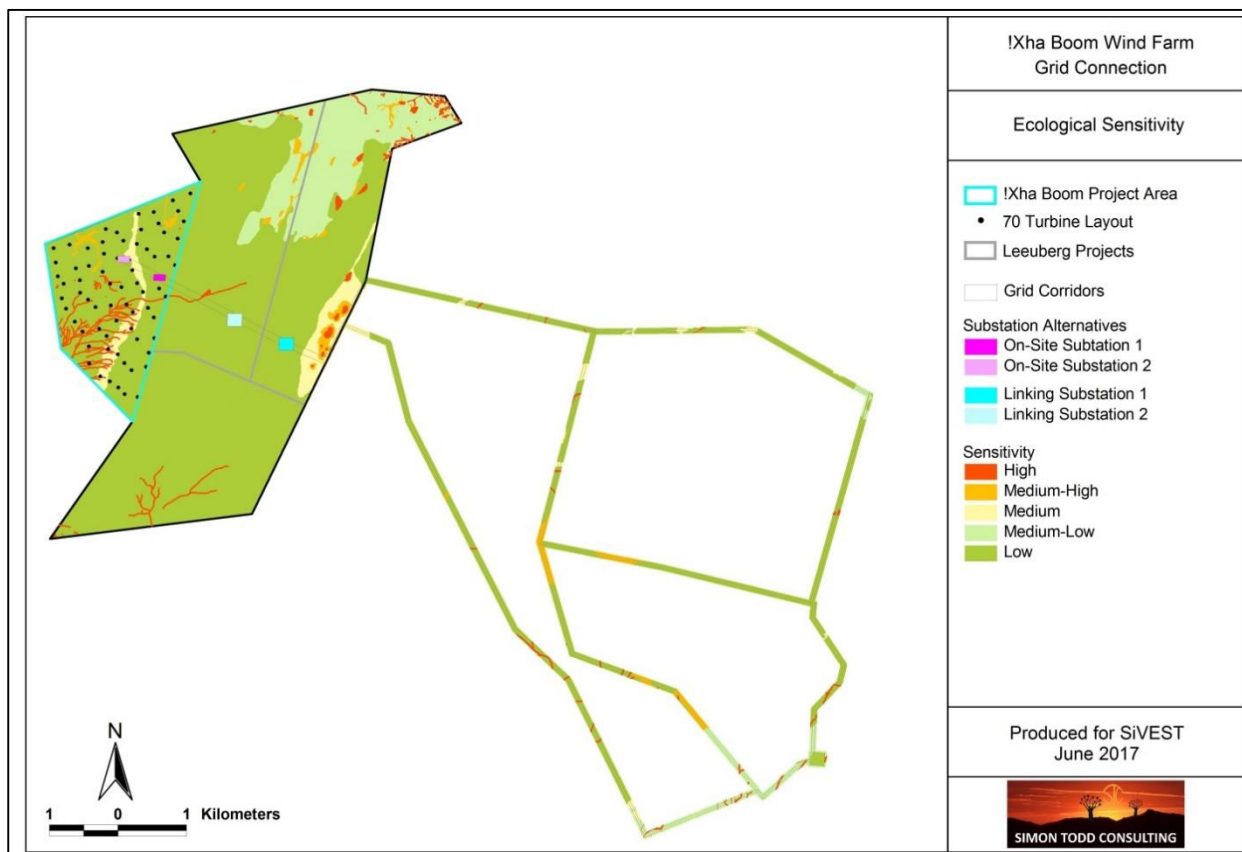 !Xha Boom Wind Farm
Grid Connection
Ecological Sensitivity
!Xha Boom Project Area
70 Turbine Layout
Leeuberg Projects
Grid Corridors
Substation Alternatives
On-Site Subtation 1
On-Site Substation 2
Linking Substation 1
Linking Substation 2
Sensitivity
High
Medium-High
Medium
Medium-Low
Low
N
1 0 1 Kilometers
Produced for SiVEST
June 2017
SIMON TODD CONSULTING